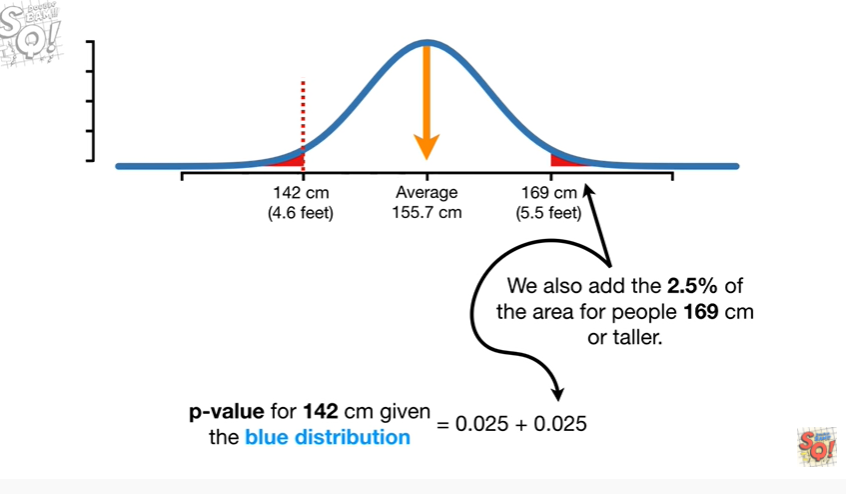 142 cm
(4.6 feet)
Average
155.7 cm
169 cm
(5.5 feet)
We also add the 2.5% of
the area for people 169 cm
or taller.
p-value for 142 cm given
the blue distribution
= 0.025 + 0.025